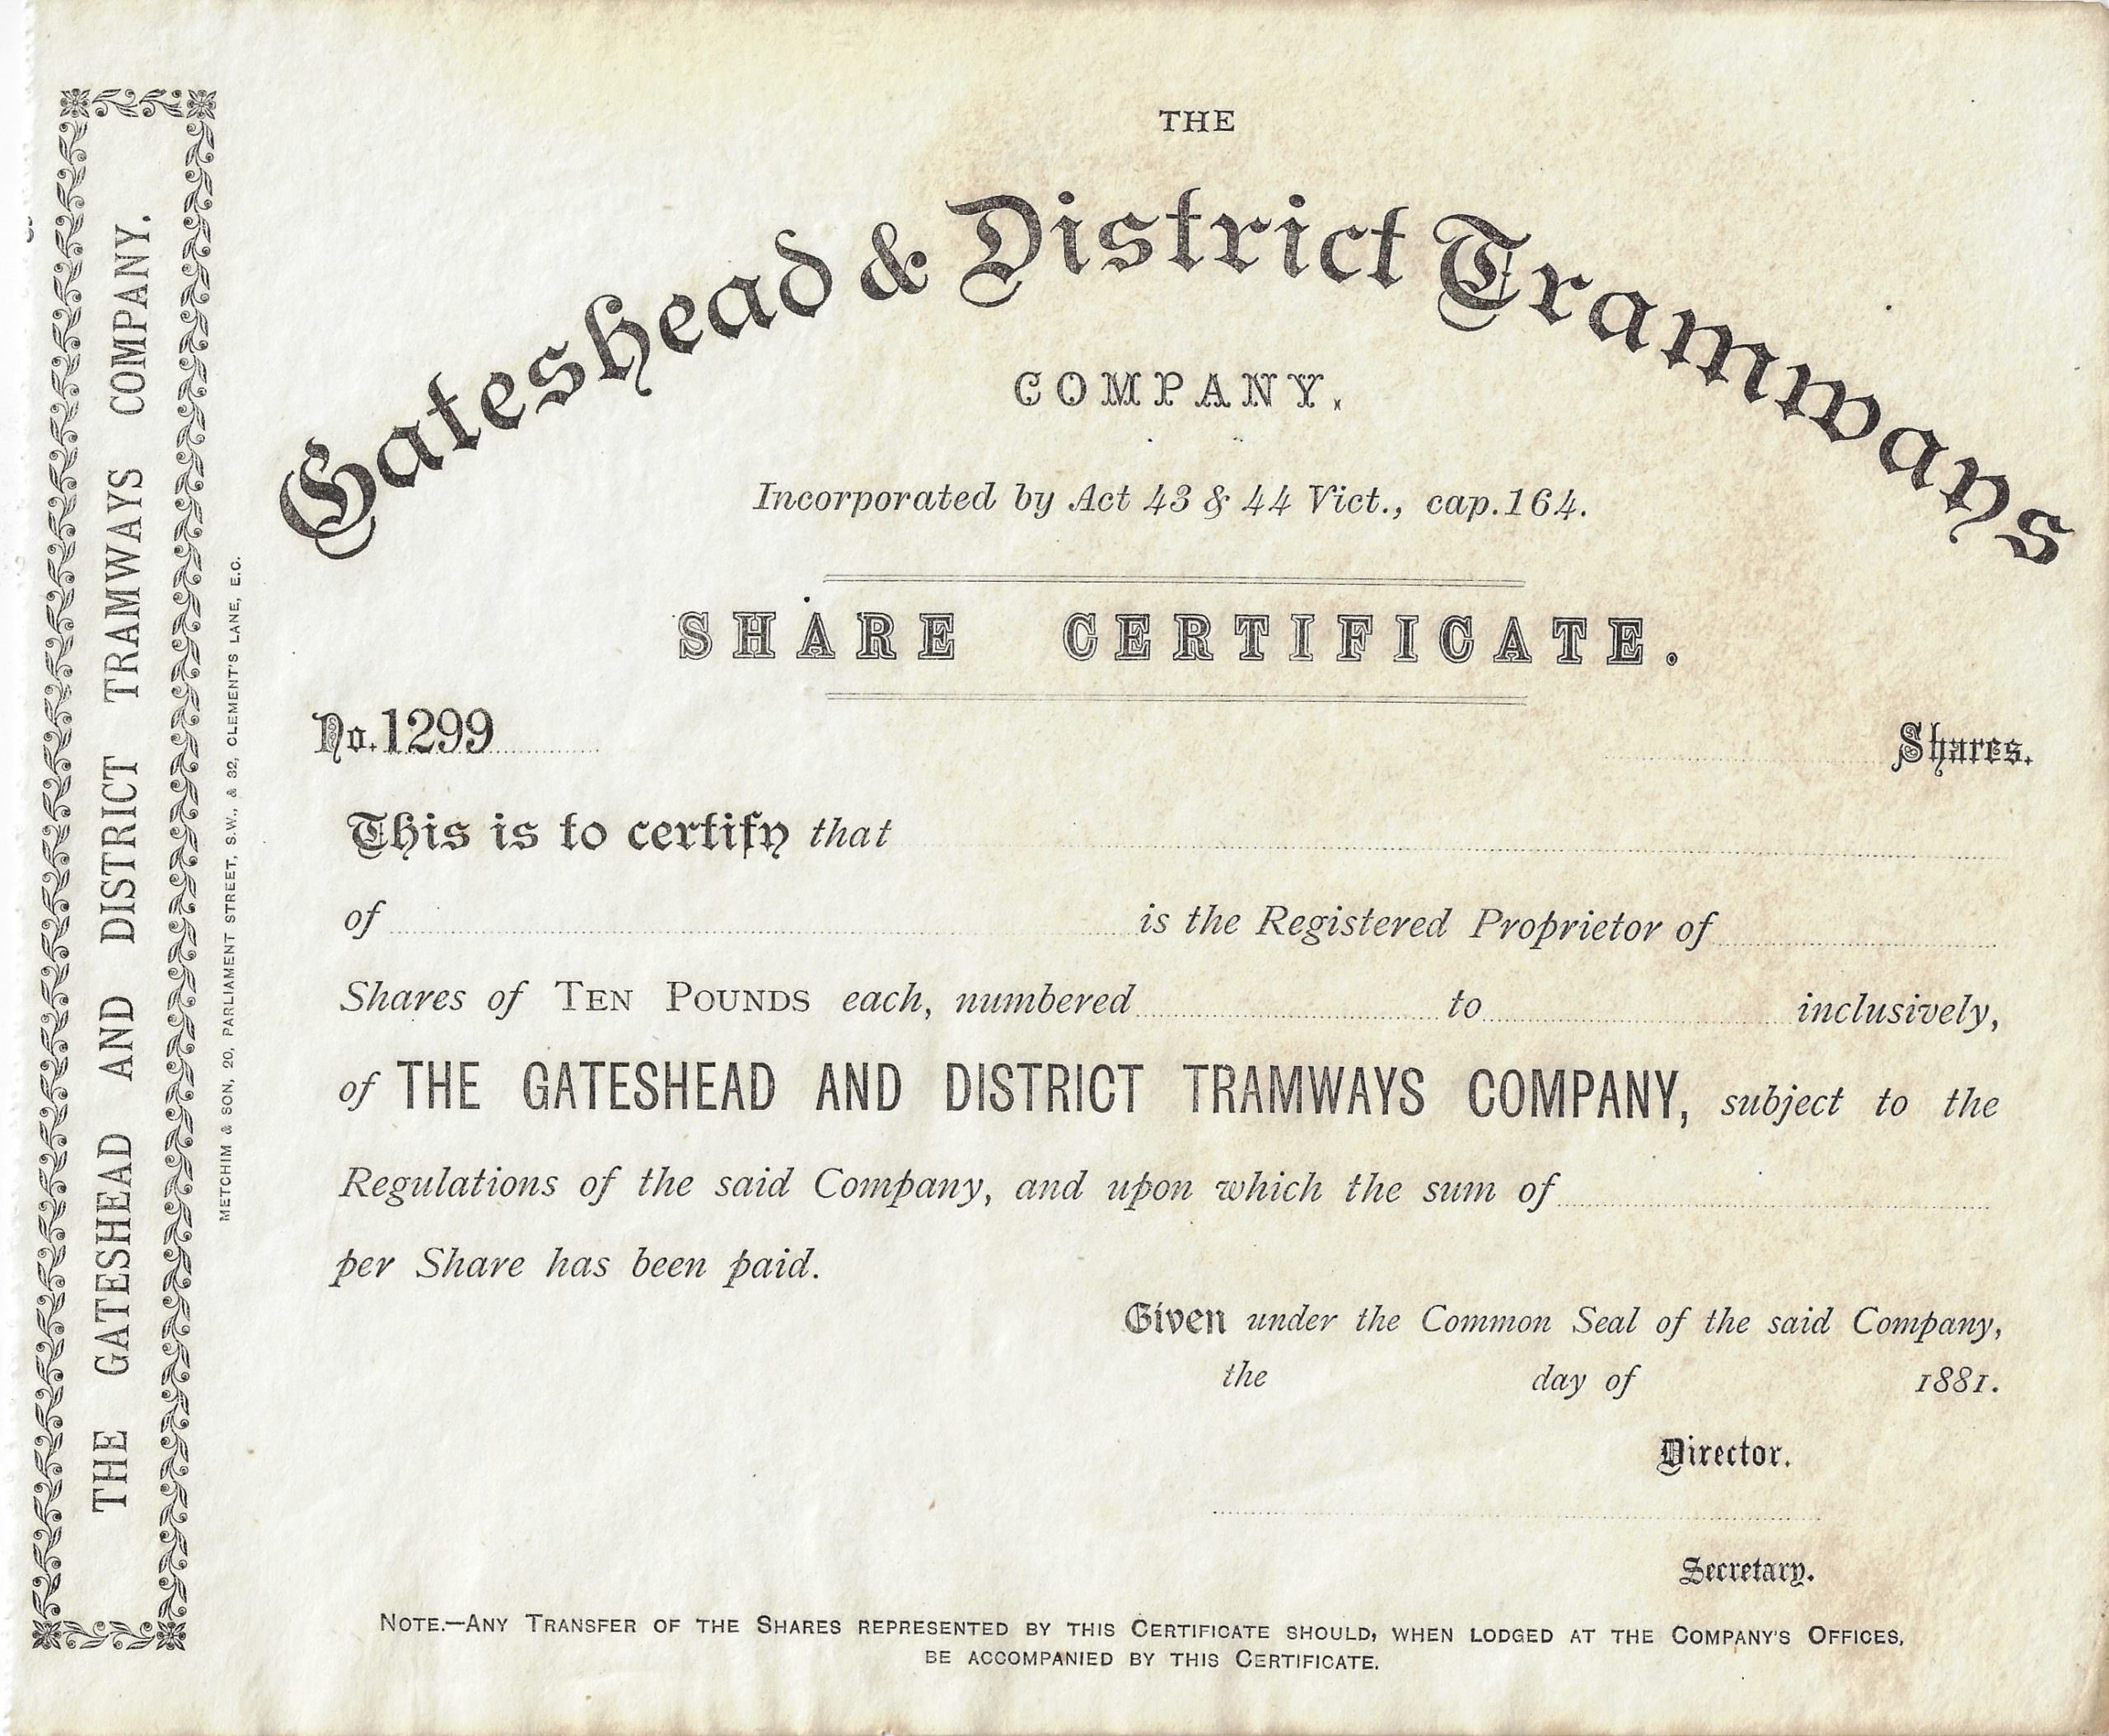 THE
Gateshead & District Tramways
COMPANY.
Incorporated by Act 43 & 44 Vict., cap. 164.
SHARE CERTIFICATE.
No. 1299 Shares.
This is to certify that
of is the Registered Proprietor of
Shares of TEN POUNDS each, numbered to inclusively,
of THE GATESHEAD AND DISTRICT TRAMWAYS COMPANY, subject to the
Regulations of the said Company, and upon which the sum of
per Share has been paid.
Given under the Common Seal of the said Company,
the day of 1881.
Director.
Secretary.
NOTE.—ANY TRANSFER OF THE SHARES REPRESENTED BY THIS CERTIFICATE SHOULD, WHEN LODGED AT THE COMPANY'S OFFICES,
BE ACCOMPANIED BY THIS CERTIFICATE.
THE GATESHEAD AND DISTRICT TRAMWAYS COMPANY.
METCHIM & SON, 20, PARLIAMENT STREET, S.W., & 32, CLEMENT'S LANE, E.C.